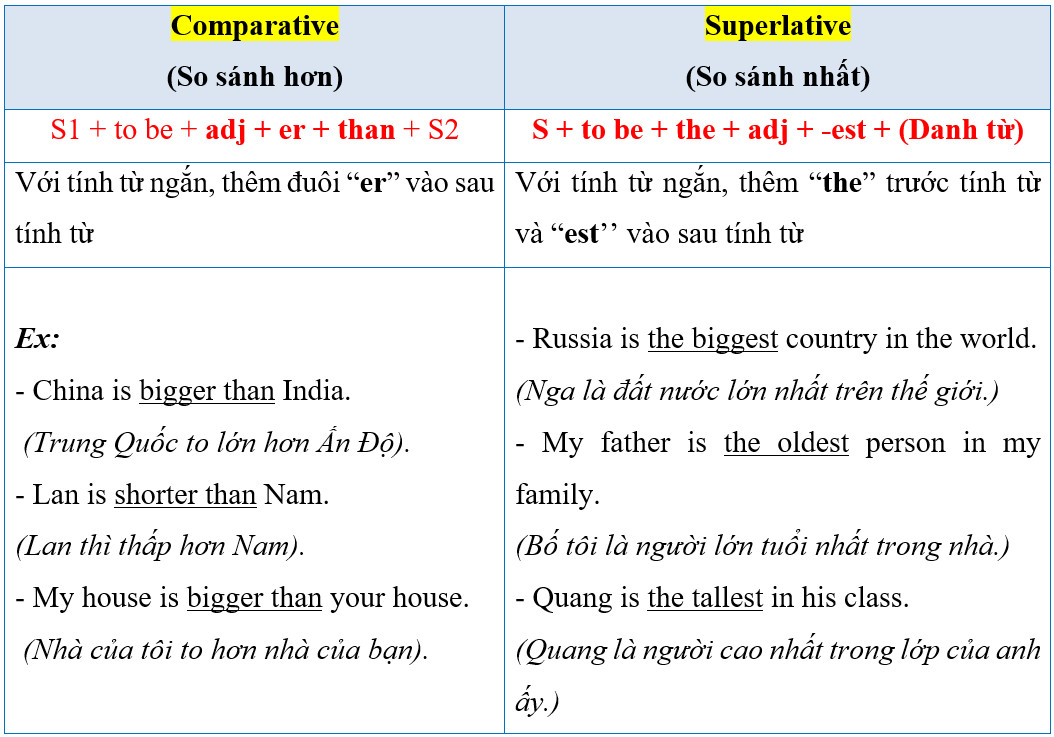 Comparative
(So sánh hơn)
Superlative
(So sánh nhất)
S1 + to be + adj + er + than + S2
S + to be + the + adj + -est + (Danh từ)
Với tính từ ngắn, thêm đuôi “er” vào sau
tính từ
Với tính từ ngắn, thêm “the” trước tính từ
và “est’’ vào sau tính từ
Ex:
- China is bigger than India.
(Trung Quốc to lớn hơn Ấn Độ).
- Lan is shorter than Nam.
(Lan thì thấp hơn Nam).
- My house is bigger than your house.
(Nhà của tôi to hơn nhà của bạn).
- Russia is the biggest country in the world.
(Nga là đất nước lớn nhất trên thế giới.)
- My father is the oldest person in my
family.
(Bố tôi là người lớn tuổi nhất trong nhà.)
- Quang is the tallest in his class.
(Quang là người cao nhất trong lớp của anh
ấy.)